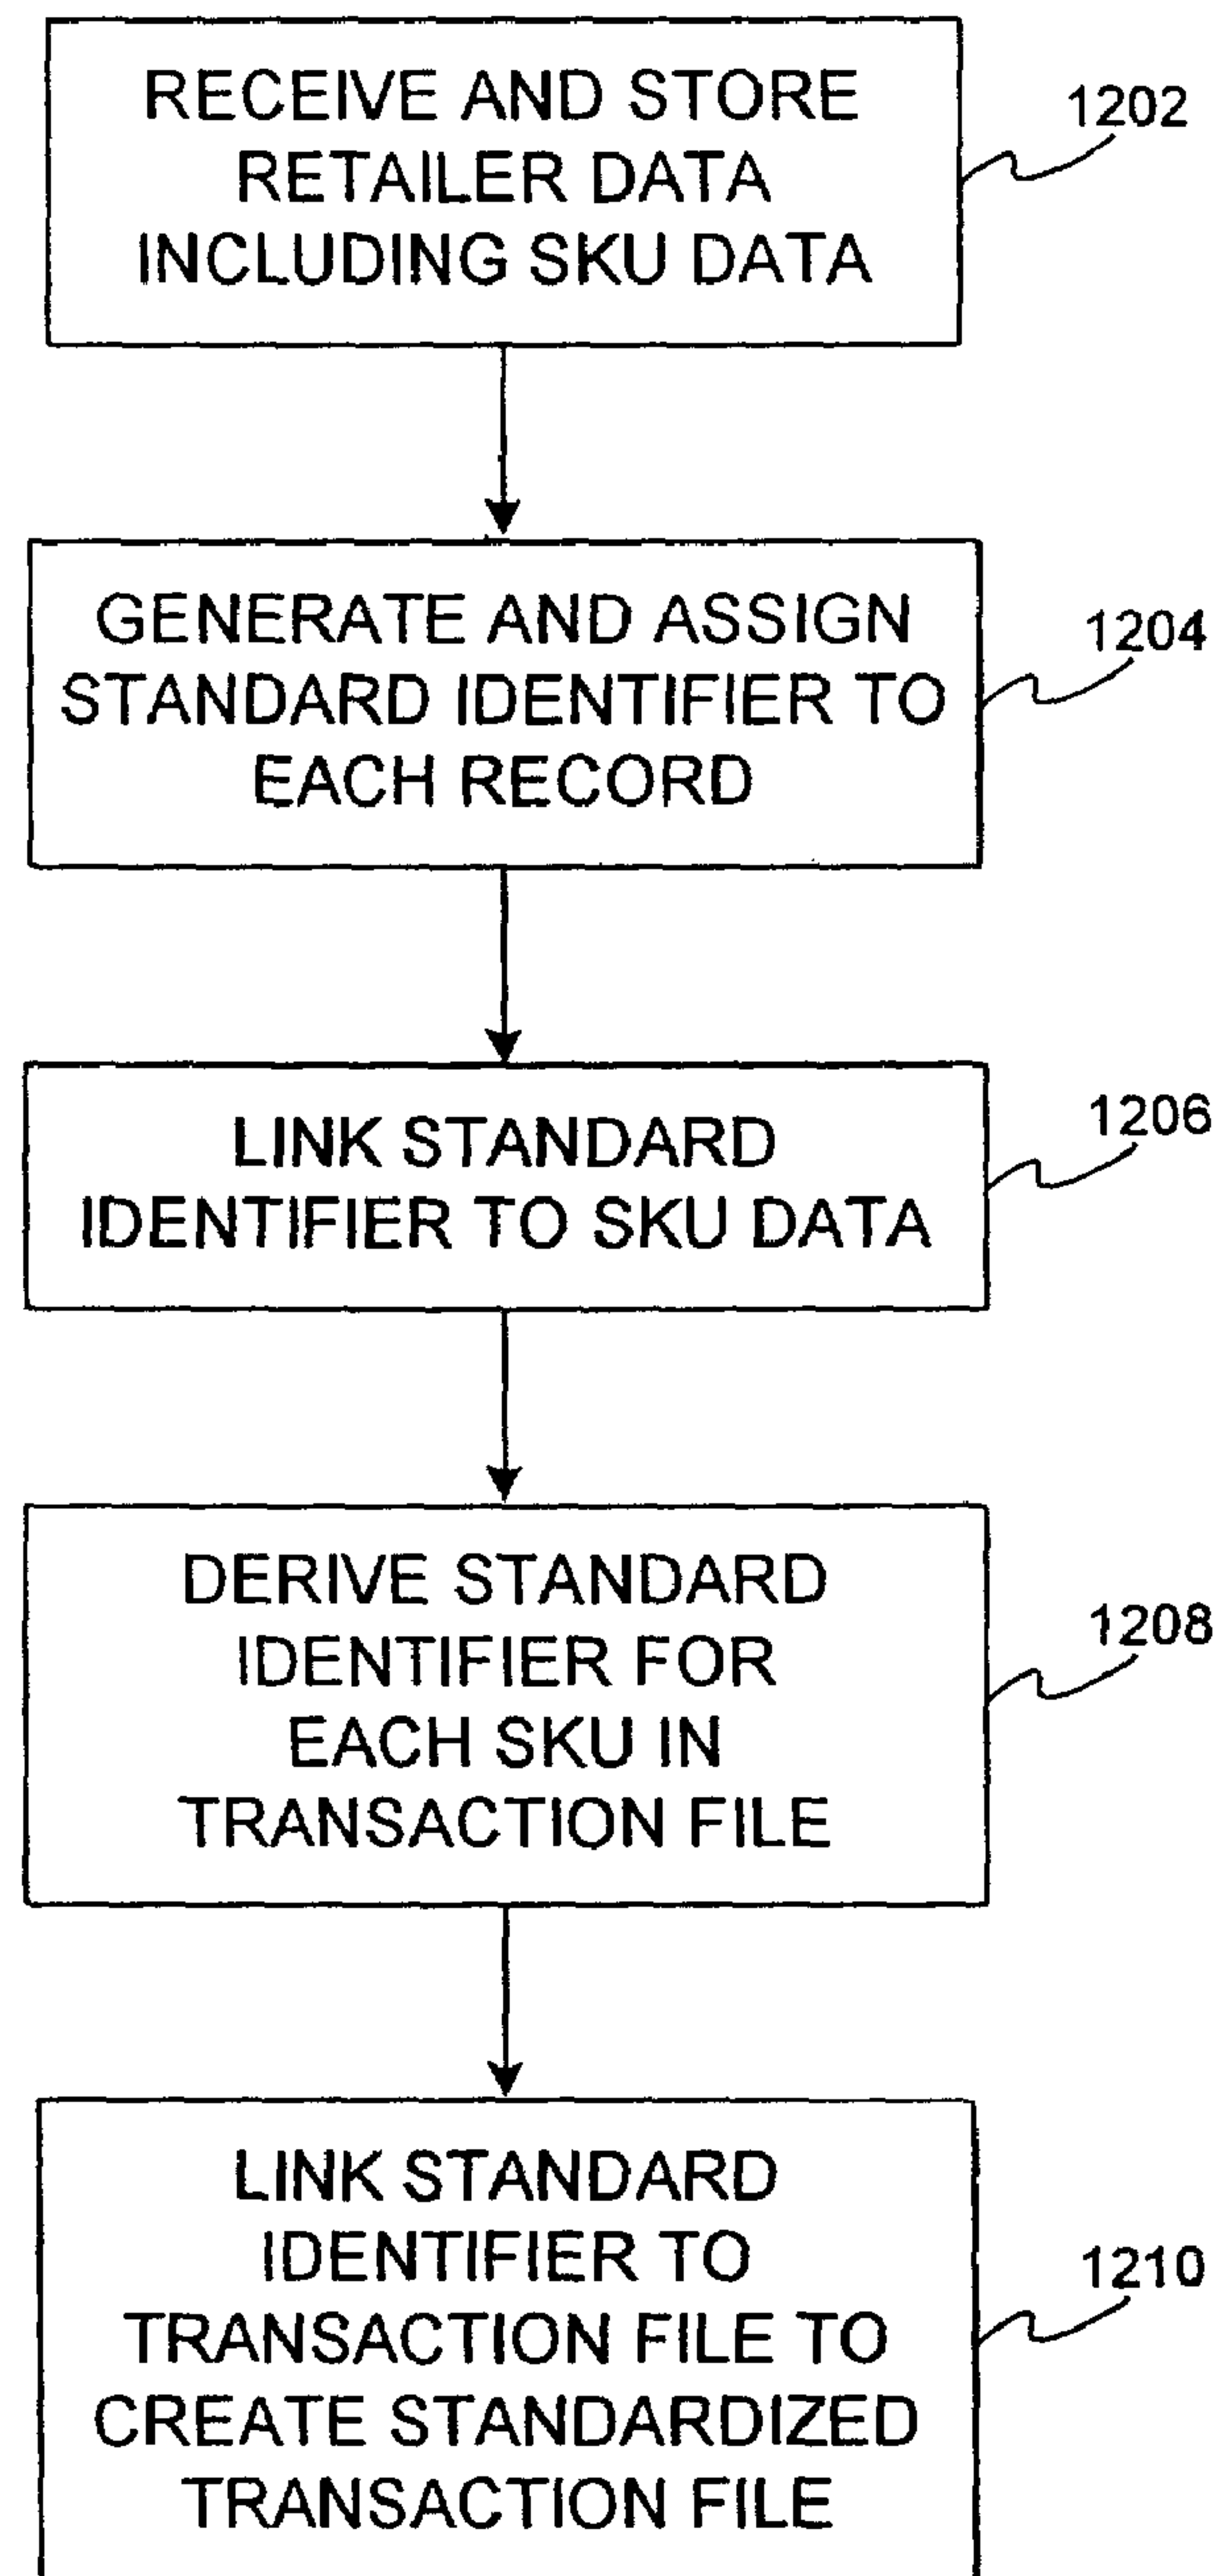 RECEIVE AND STORE
RETAILER DATA
INCLUDING SKU DATA
1202
GENERATE AND ASSIGN
STANDARD IDENTIFIER TO
EACH RECORD
1204
LINK STANDARD
IDENTIFIER TO SKU DATA
1206
DERIVE STANDARD
IDENTIFIER FOR
EACH SKU IN
TRANSACTION FILE
1208
LINK STANDARD
IDENTIFIER TO
TRANSACTION FILE TO
CREATE STANDARDIZED
TRANSACTION FILE
1210